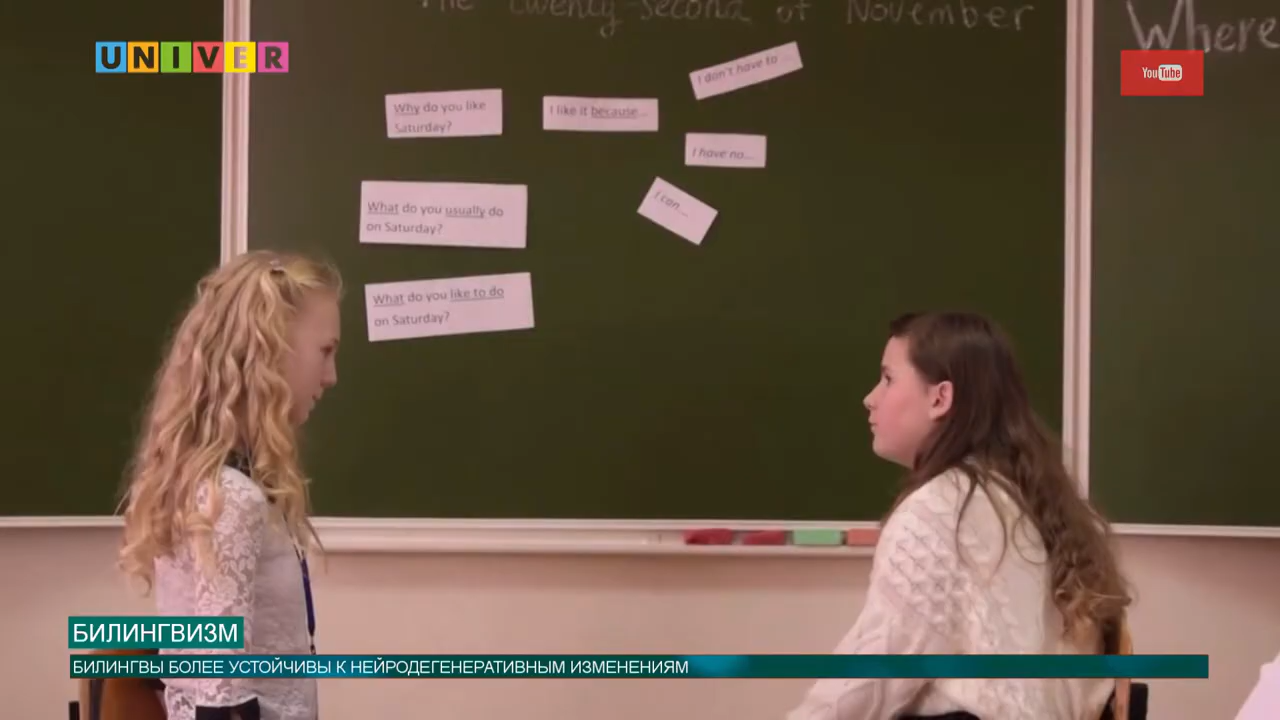 The twenty-second of November
Where
UNIVER
YouTube
I don't have to ...
Why do you like
Saturday?
I like it because...
I have no...
What do you usually do
on Saturday?
I can...
What do you like to do
on Saturday?
БИЛИНГВИЗМ
БИЛИНГВЫ БОЛЕЕ УСТОЙЧИВЫ К НЕЙРОДЕГЕНЕРАТИВНЫМ ИЗМЕНЕНИЯМ